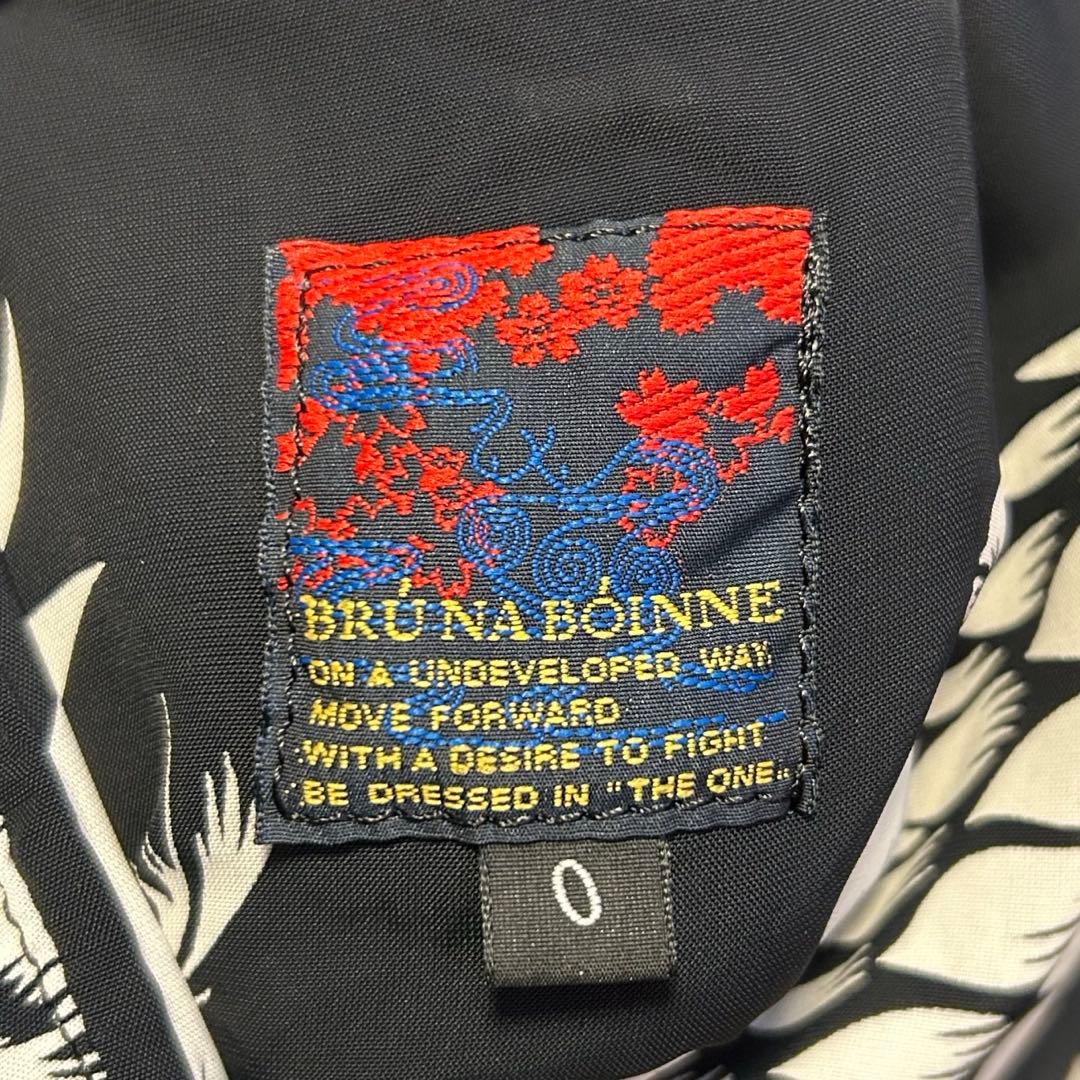 BRÚ NA BÓINNE
ON A UNDEVELOPED WAY.
MOVE FORWARD
WITH A DESIRE TO FIGHT
BE DRESSED IN "THE ONE„
0